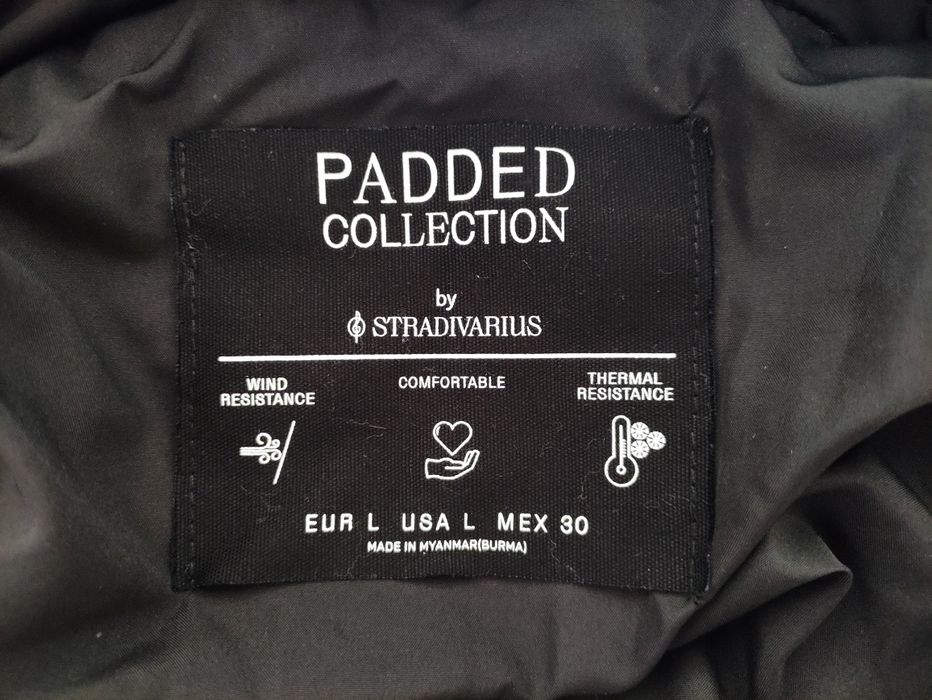 PADDED
COLLECTION
by
STRADIVARIUS
WIND
RESISTANCE
COMFORTABLE
THERMAL
RESISTANCE
EUR L USA L MEX 30
MADE IN MYANMAR(BURMA)